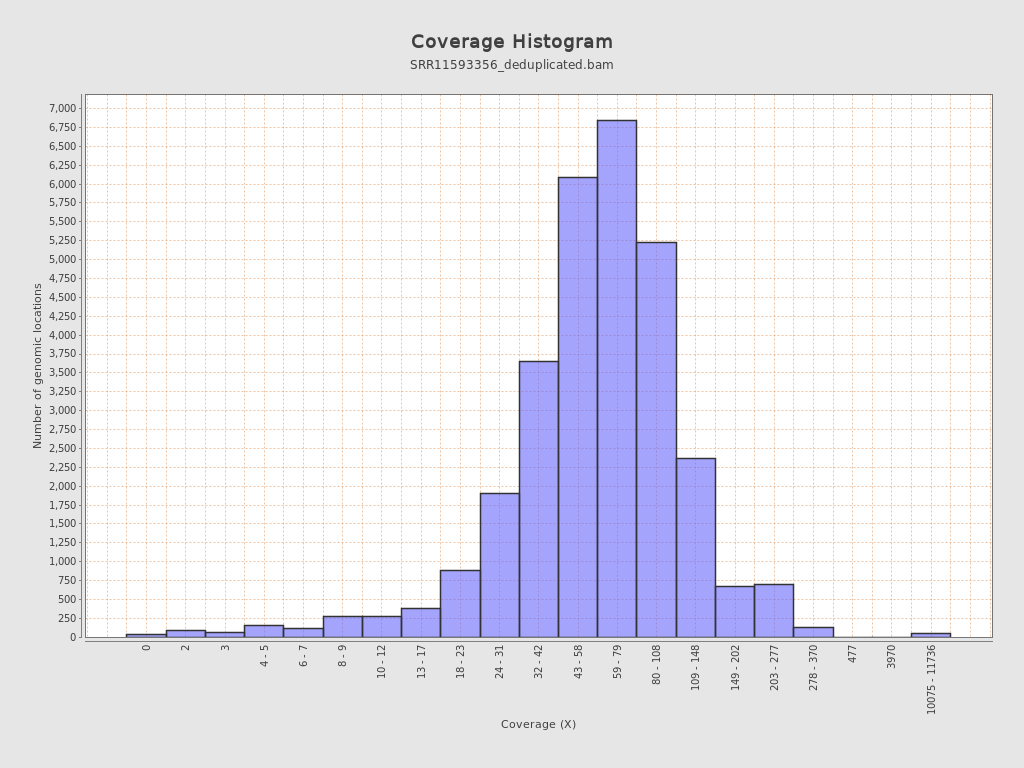 Coverage Histogram
SRR11593356_deduplicated.bam
Number of genomic locations
7,000
6,750
6,500
6,250
6,000
5,750
5,500
5,250
5,000
4,750
4,500
4,250
4,000
3,750
3,500
3,250
3,000
2,750
2,500
2,250
2,000
1,750
1,500
1,250
1,000
750
500
250
0
0
2
3
4 - 5
6 - 7
8 - 9
10 - 12
13 - 17
18 - 23
24 - 31
32 - 42
43 - 58
59 - 79
80 - 108
109 - 148
149 - 202
203 - 277
278 - 370
477
3970
10075 - 11736
Coverage (X)